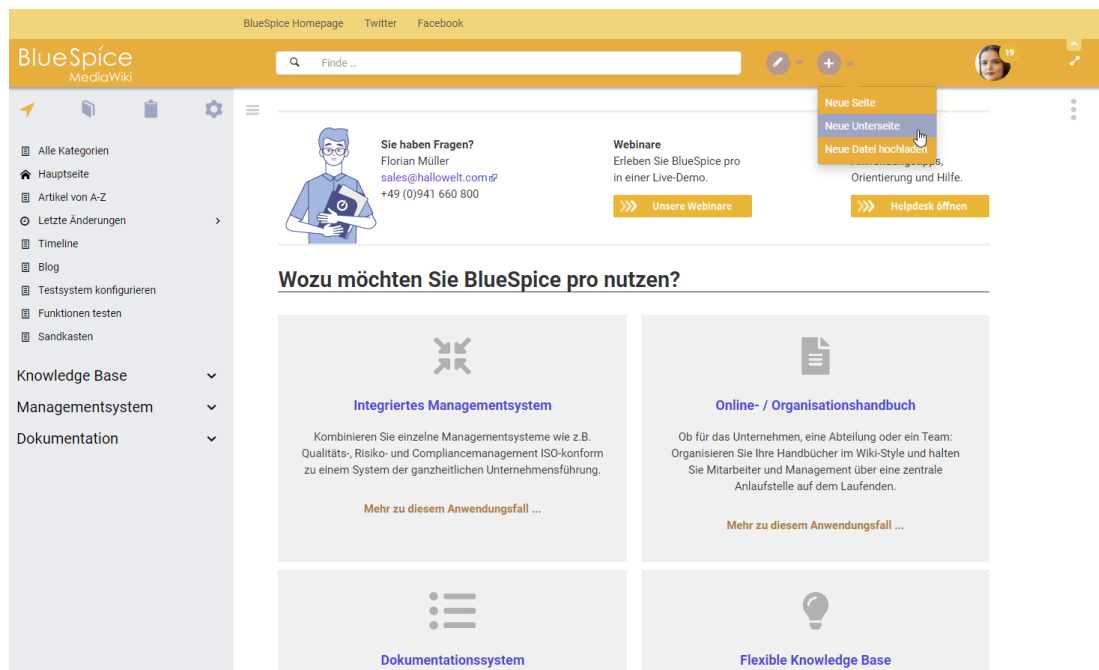 BlueSpice Homepage Twitter Facebook
BlueSpice
MediaWiki
Finde ...
19
Neue Seite
Neue Unterseite
Neue Datei hochladen
Alle Kategorien
Hauptseite
Artikel von A-Z
Letzte Änderungen
Timeline
Blog
Testsystem konfigurieren
Funktionen testen
Sandkasten
Knowledge Base
Managementsystem
Dokumentation
Sie haben Fragen?
Florian Müller
sales@hallowelt.com
+49 (0)941 660 800
Webinare
Erleben Sie BlueSpice pro
in einer Live-Demo.
Unsere Webinare
Orientierung und Hilfe.
Helpdesk öffnen
Wozu möchten Sie BlueSpice pro nutzen?
Integriertes Managementsystem
Kombinieren Sie einzelne Managementsysteme wie z.B.
Qualitäts-, Risiko- und Compliancemanagement ISO-konform
zu einem System der ganzheitlichen Unternehmensführung.
Mehr zu diesem Anwendungsfall ...
Online- / Organisationshandbuch
Ob für das Unternehmen, eine Abteilung oder ein Team:
Organisieren Sie Ihre Handbücher im Wiki-Style und halten
Sie Mitarbeiter und Management über eine zentrale
Anlaufstelle auf dem Laufenden.
Mehr zu diesem Anwendungsfall ...
Dokumentationssystem
Flexible Knowledge Base